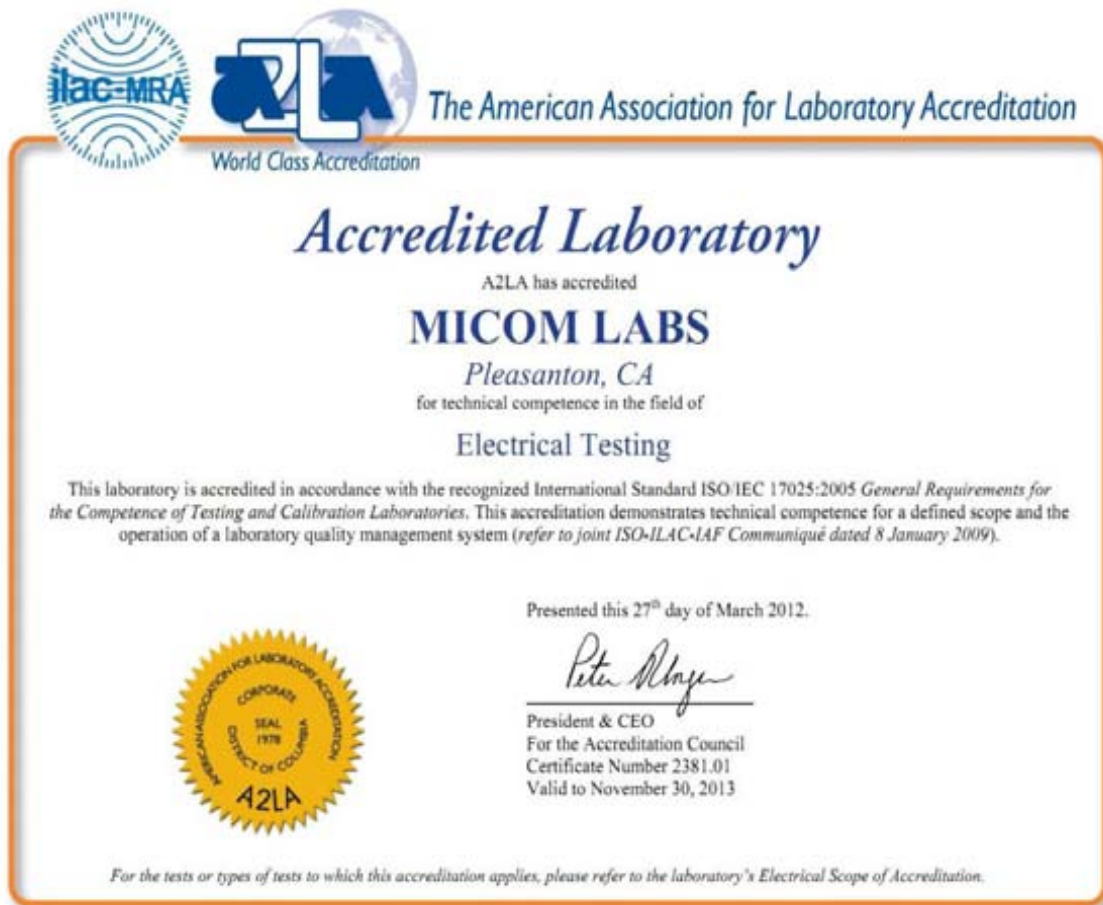 ilac-MRA
A2LA
World Class Accreditation
The American Association for Laboratory Accreditation
Accredited Laboratory
A2LA has accredited
MICOM LABS
Pleasanton, CA
for technical competence in the field of
Electrical Testing
This laboratory is accredited in accordance with the recognized International Standard ISO/IEC 17025:2005 General Requirements for
the Competence of Testing and Calibration Laboratories. This accreditation demonstrates technical competence for a defined scope and the
operation of a laboratory quality management system (refer to joint ISO-ILAC-IAF Communiqué dated 8 January 2009).
Presented this 27th day of March 2012.
Peter
President & CEO
For the Accreditation Council
Certificate Number 2381.01
Valid to November 30, 2013
AMERICAN ASSOCIATION FOR LABORATORY ACCREDITATION
CORPORATE
SEAL
1978
DISTRICT OF COLUMBIA
A2LA
For the tests or types of tests to which this accreditation applies, please refer to the laboratory's Electrical Scope of Accreditation.